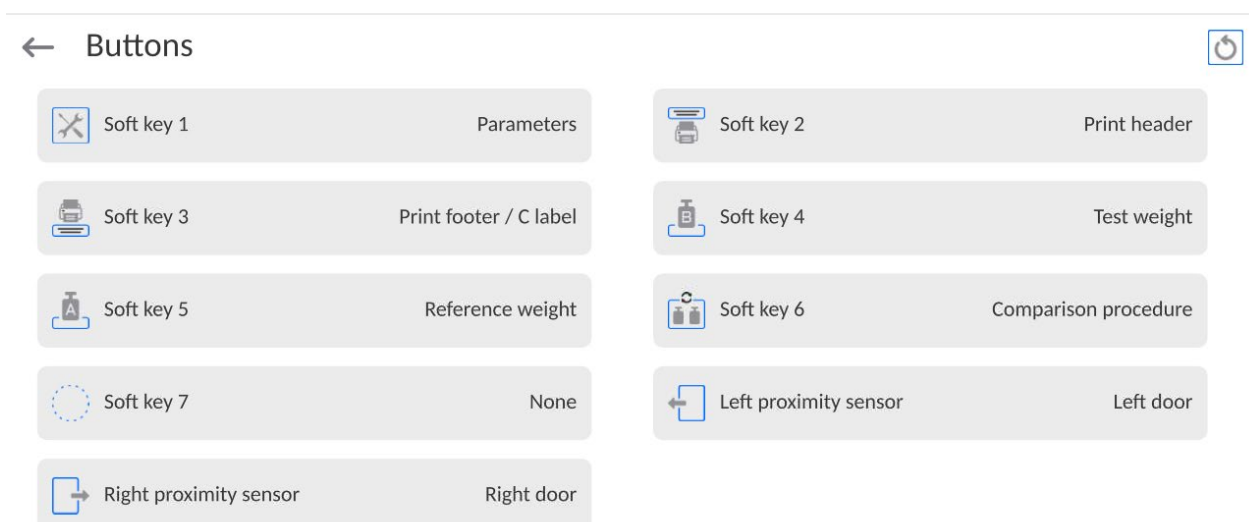 Buttons
Soft key 1 Parameters
Soft key 2 Print header
Soft key 3 Print footer / C label
B
Soft key 4 Test weight
A
Soft key 5 Reference weight
Soft key 6 Comparison procedure
Soft key 7 None
Left proximity sensor Left door
Right proximity sensor Right door